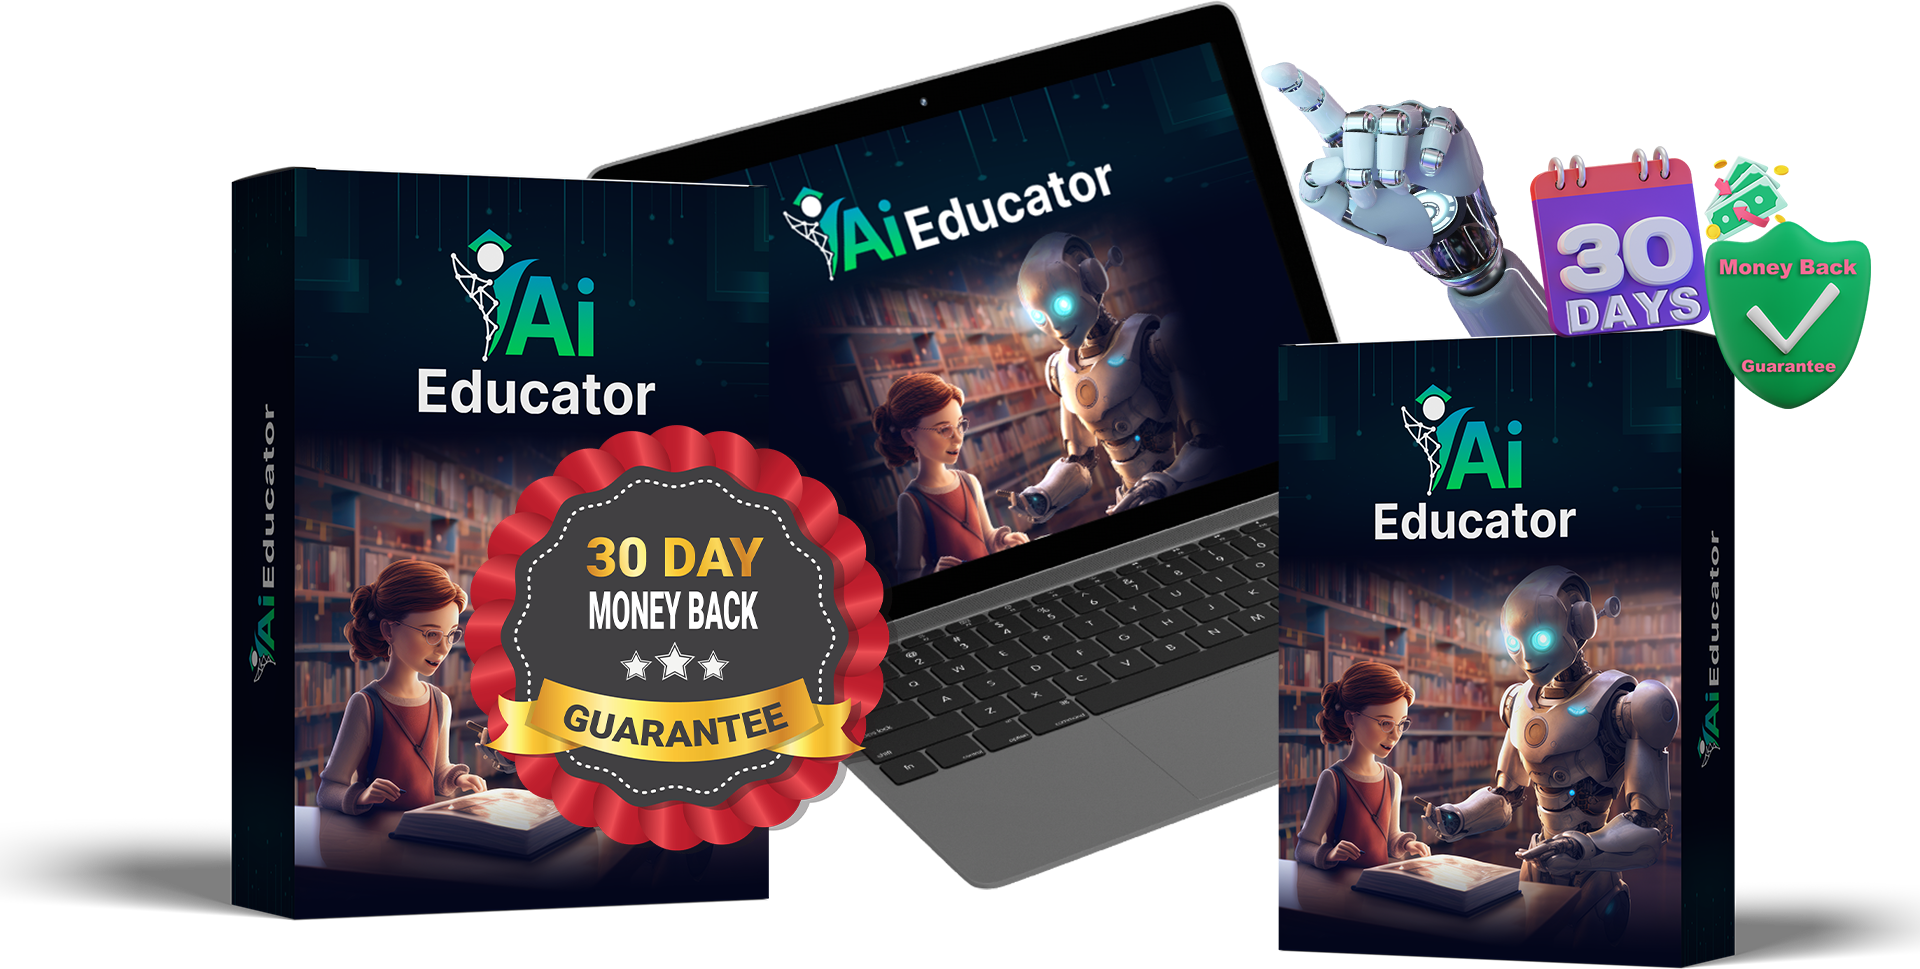 Ai
Educator
Ai Educator
30 DAY
MONEY BACK
GUARANTEE
Ai Educator
30
DAYS
Money Back
Guarantee
Ai
Educator
Ai Educator